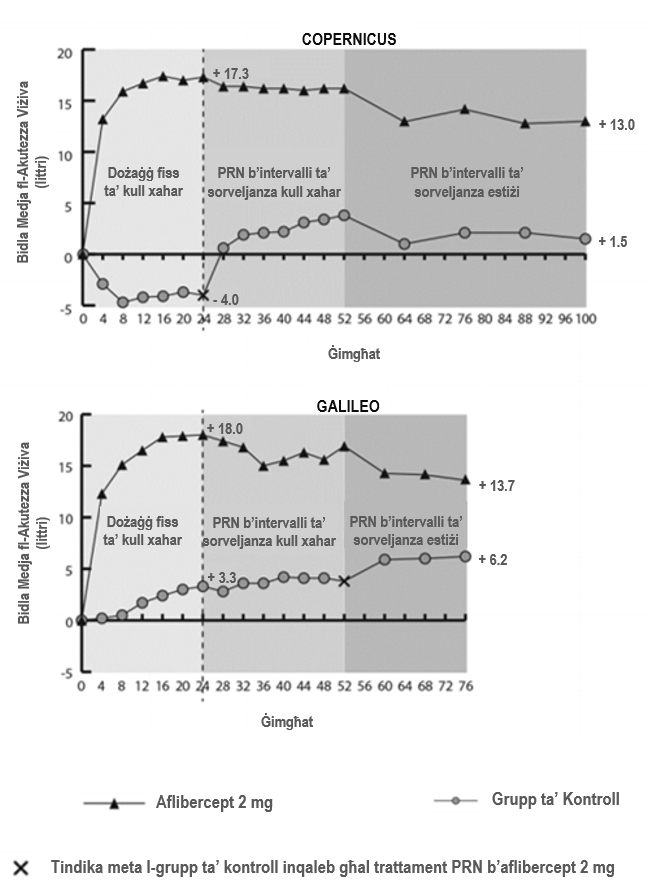 COPERNICUS
Bidla Medja fl-Akutezza Viżiva
(littri)
20
15
10
5
0
-5
+ 17.3
+ 13.0
Dożaġġ fiss
ta' kull xahar
PRN b'intervalli ta'
sorveljanza kull xahar
PRN b'intervalli ta'
sorveljanza estiżi
+ 1.5
- 4.0
0 4 8 12 16 20 24 28 32 36 40 44 48 52 56 60 64 68 72 76 80 84 88 92 96 100
Ġimgħat
GALILEO
Bidla Medja fl-Akutezza Viżiva
(littri)
20
15
10
5
0
-5
+ 18.0
+ 13.7
Dożaġġ fiss
ta' kull xahar
PRN b'intervalli ta'
sorveljanza kull xahar
PRN b'intervalli ta'
sorveljanza estiżi
+ 3.3
+ 6.2
0 4 8 12 16 20 24 28 32 36 40 44 48 52 56 60 64 68 72 76
Ġimgħat
Aflibercept 2 mg
Grupp ta' Kontroll
Tindika meta l-grupp ta' kontroll inqaleb għal trattament PRN b'aflibercept 2 mg